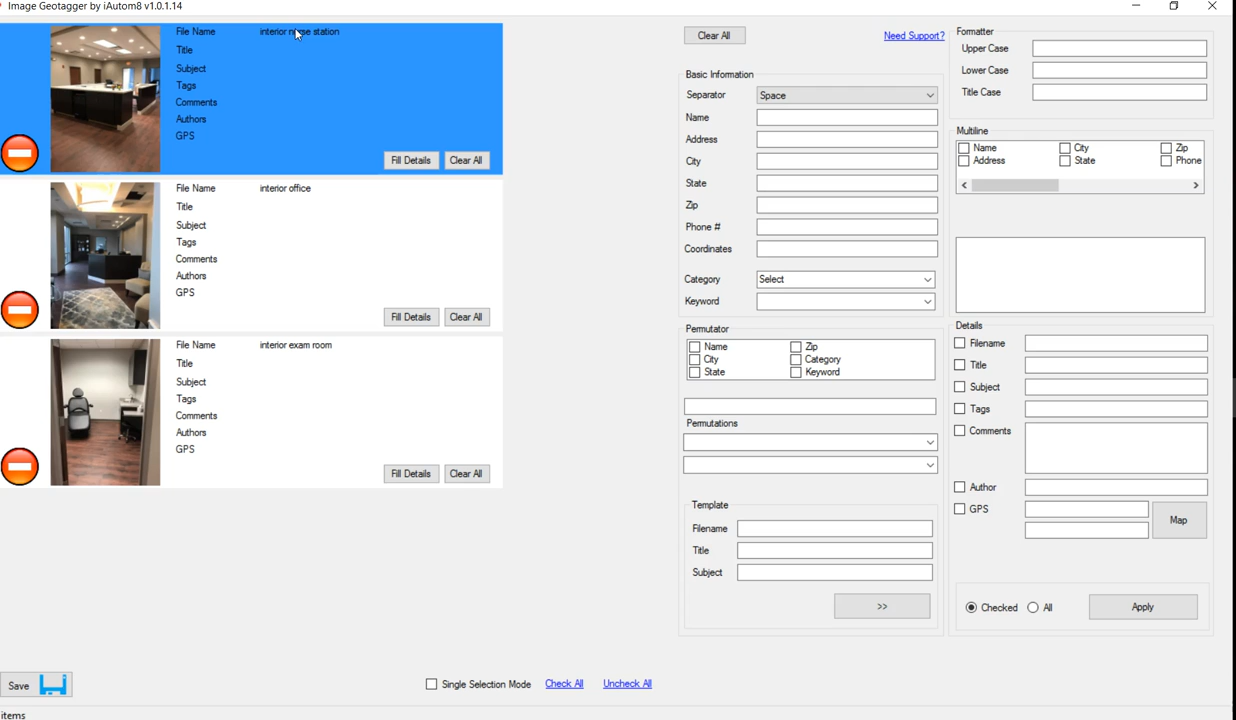 Image Geotagger by iAutom8 v1.0.1.14
File Name interior nurse station
Title
Subject
Tags
Comments
Authors
GPS
Fill Details Clear All
File Name interior office
Title
Subject
Tags
Comments
Authors
GPS
Fill Details Clear All
File Name interior exam room
Title
Subject
Tags
Comments
Authors
GPS
Fill Details Clear All
Save
Single Selection Mode Check All Uncheck All
items
Clear All Need Support?
Basic Information
Separator Space
Name
Address
City
State
Zip
Phone #
Coordinates
Category Select
Keyword
Permutator
Name Zip
City Category
State Keyword
Permutations
Template
Filename
Title
Subject
>>
Formatter
Upper Case
Lower Case
Title Case
Multiline
Name City Zip
Address State Phone
Details
Filename
Title
Subject
Tags
Comments
Author
GPS
Map
Checked All Apply